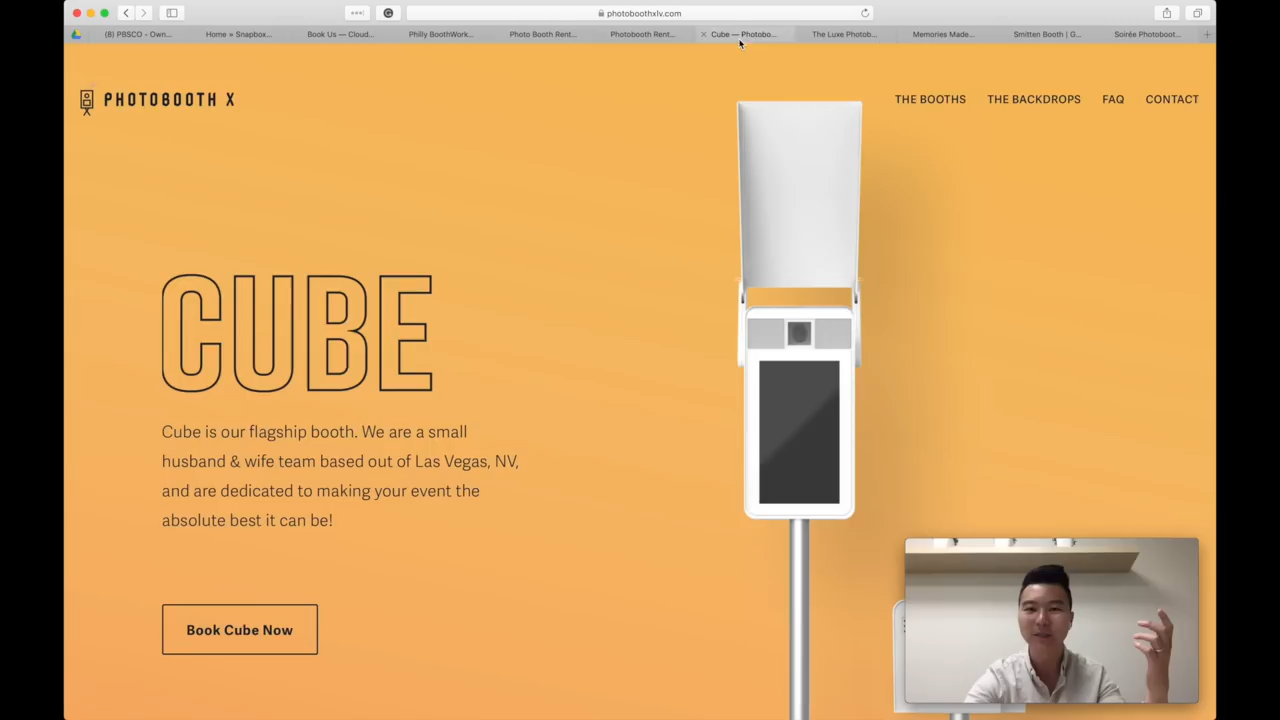 photoboothxlv.com
(8) PBSCO - Own...
Home » Snapbox...
Book Us — Cloud...
Philly BoothWork...
Photo Booth Rent...
Photobooth Rent...
Cube — Photobo...
The Luxe Photob...
Memories Made...
Smitten Booth | G...
Soirée Photoboot...
PHOTOBOOTH X
THE BOOTHS
THE BACKDROPS
FAQ
CONTACT
CUBE
Cube is our flagship booth. We are a small
husband & wife team based out of Las Vegas, NV,
and are dedicated to making your event the
absolute best it can be!
Book Cube Now